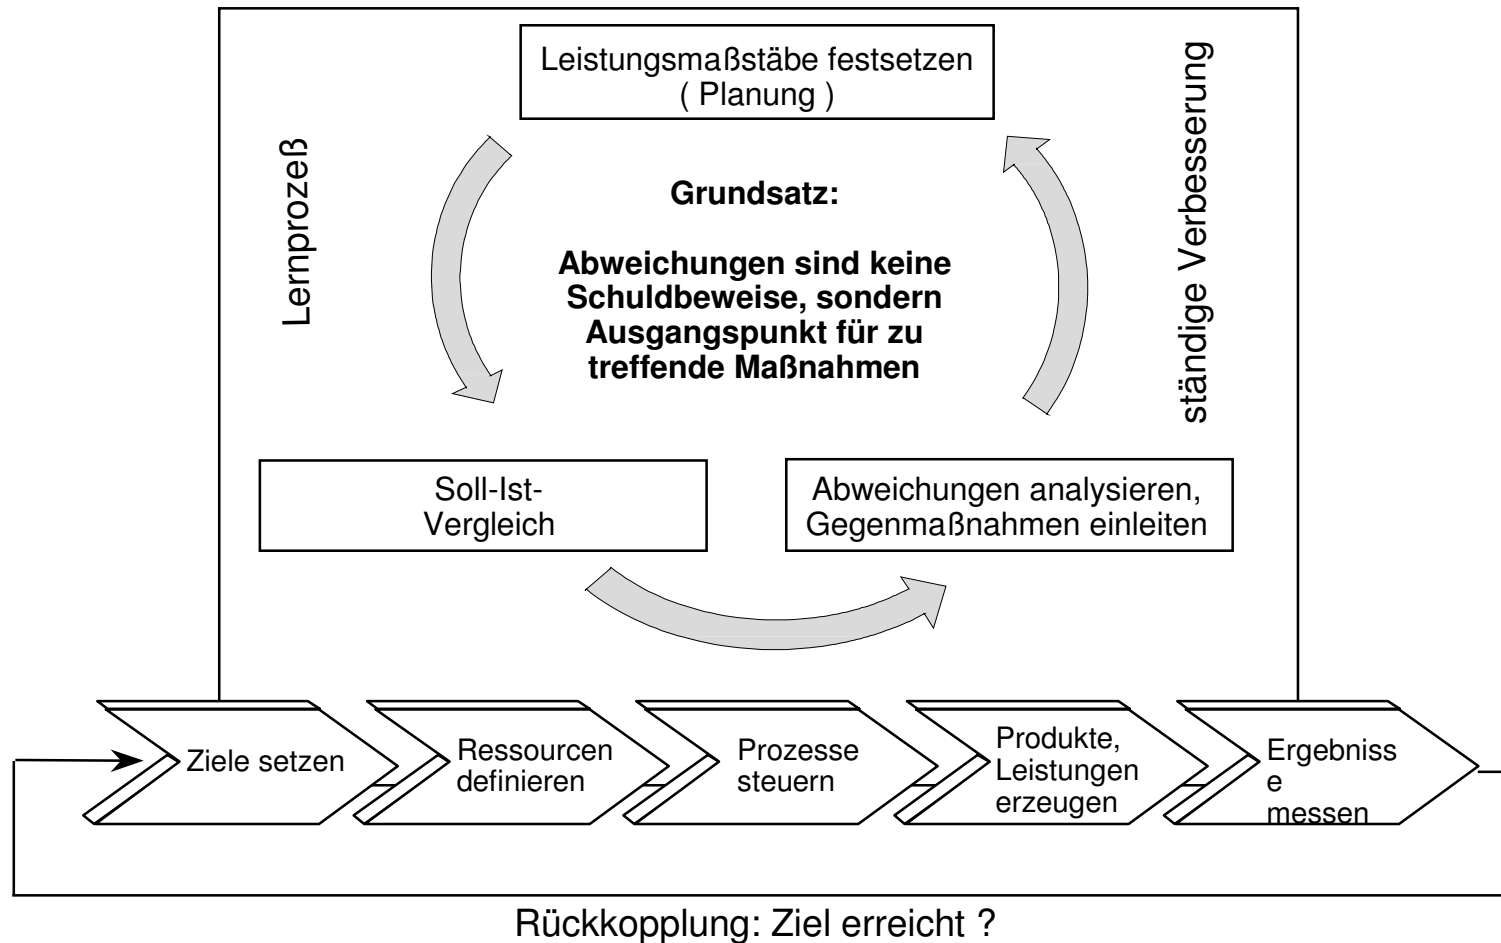 Leistungsmaßstäbe festsetzen
( Planung )
Lernprozeß
Grundsatz:
Abweichungen sind keine
Schuldbeweise, sondern
Ausgangspunkt für zu
treffende Maßnahmen
ständige Verbesserung
Soll-Ist-
Vergleich
Abweichungen analysieren,
Gegenmaßnahmen einleiten
Ziele setzen
Ressourcen
definieren
Prozesse
steuern
Produkte,
Leistungen
erzeugen
Ergebniss
e
messen
Rückkopplung: Ziel erreicht ?